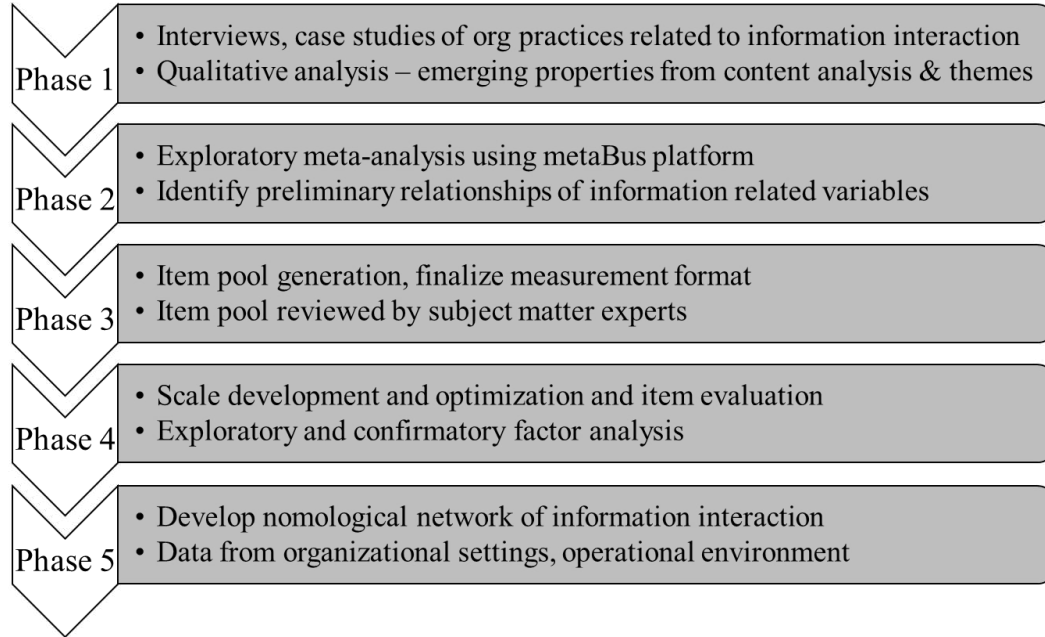 Phase 1
• Interviews, case studies of org practices related to information interaction
• Qualitative analysis – emerging properties from content analysis & themes
Phase 2
• Exploratory meta-analysis using metaBus platform
• Identify preliminary relationships of information related variables
Phase 3
• Item pool generation, finalize measurement format
• Item pool reviewed by subject matter experts
Phase 4
• Scale development and optimization and item evaluation
• Exploratory and confirmatory factor analysis
Phase 5
• Develop nomological network of information interaction
• Data from organizational settings, operational environment